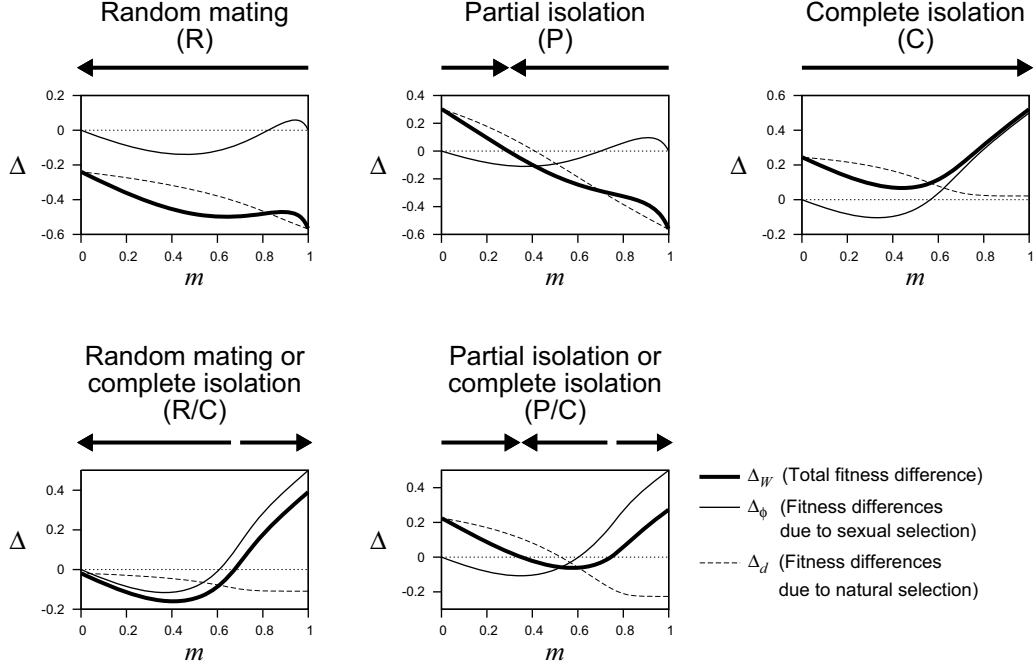 Random mating
(R)
Partial isolation
(P)
Complete isolation
(C)
Δ
0.2
0
-0.2
-0.4
-0.6
0 0.2 0.4 0.6 0.8 1
m
Δ
0.4
0.2
0
-0.2
-0.4
-0.6
0 0.2 0.4 0.6 0.8 1
m
Δ
0.6
0.4
0.2
0
-0.2
0 0.2 0.4 0.6 0.8 1
m
Random mating or
complete isolation
(R/C)
Partial isolation or
complete isolation
(P/C)
Δ
0.4
0.2
0
-0.2
0 0.2 0.4 0.6 0.8 1
m
Δ
0.4
0.2
0
-0.2
0 0.2 0.4 0.6 0.8 1
m
ΔW (Total fitness difference)
Δϕ (Fitness differences
due to sexual selection)
Δd (Fitness differences
due to natural selection)